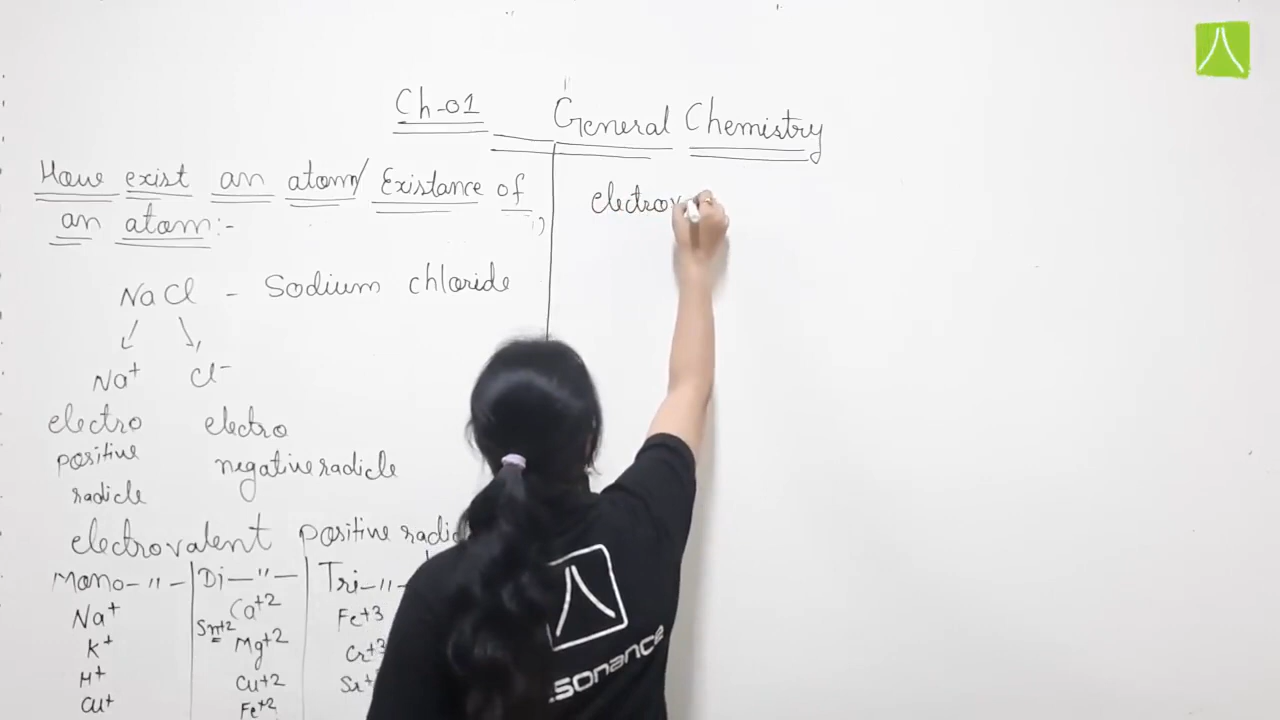 Ch-01 General Chemistry
How exist an atom/ Existance of
an atom:-
NaCl - Sodium chloride
Na+ Cl-
electro electro
positive negative radicle
radicle
electrovalent positive radic
Mono-"- Di-"- Tri-"-
Na+ Ca+2 Fe+3
Sn+2
K+ Mg+2 Cr+3
H+ Cu+2
Cu+ Fe+2
electrov
sonance